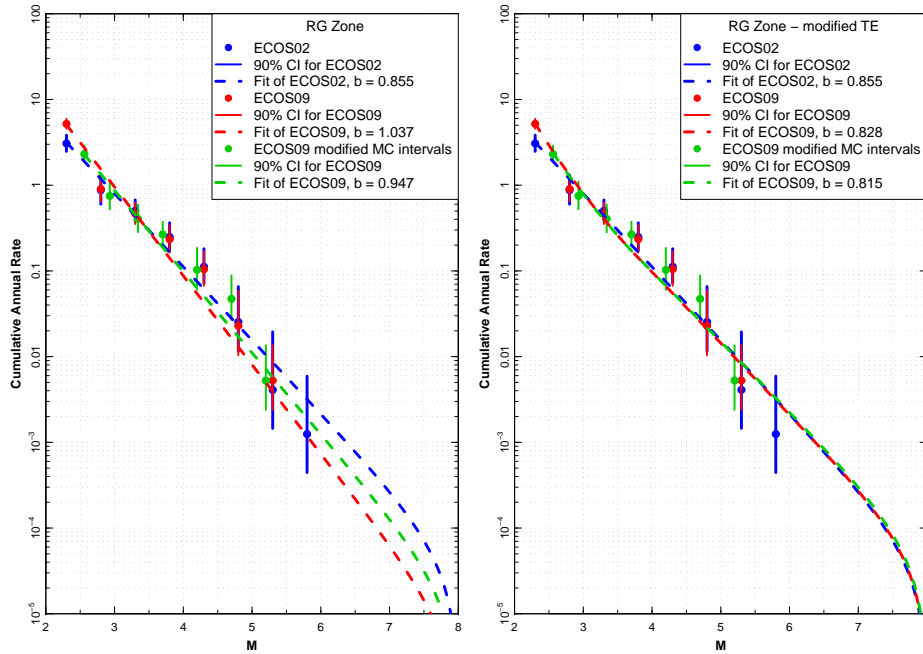 RG Zone
ECOS02
90% CI for ECOS02
Fit of ECOS02, b = 0.855
ECOS09
90% CI for ECOS09
Fit of ECOS09, b = 1.037
ECOS09 modified MC intervals
90% CI for ECOS09
Fit of ECOS09, b = 0.947
100
10
1
0.1
0.01
10⁻³
10⁻⁴
10⁻⁵
Cumulative Annual Rate
2 3 4 5 6 7 8
M
RG Zone − modified TE
ECOS02
90% CI for ECOS02
Fit of ECOS02, b = 0.855
ECOS09
90% CI for ECOS09
Fit of ECOS09, b = 0.828
ECOS09 modified MC intervals
90% CI for ECOS09
Fit of ECOS09, b = 0.815
100
10
1
0.1
0.01
10⁻³
10⁻⁴
10⁻⁵
Cumulative Annual Rate
2 3 4 5 6 7
M